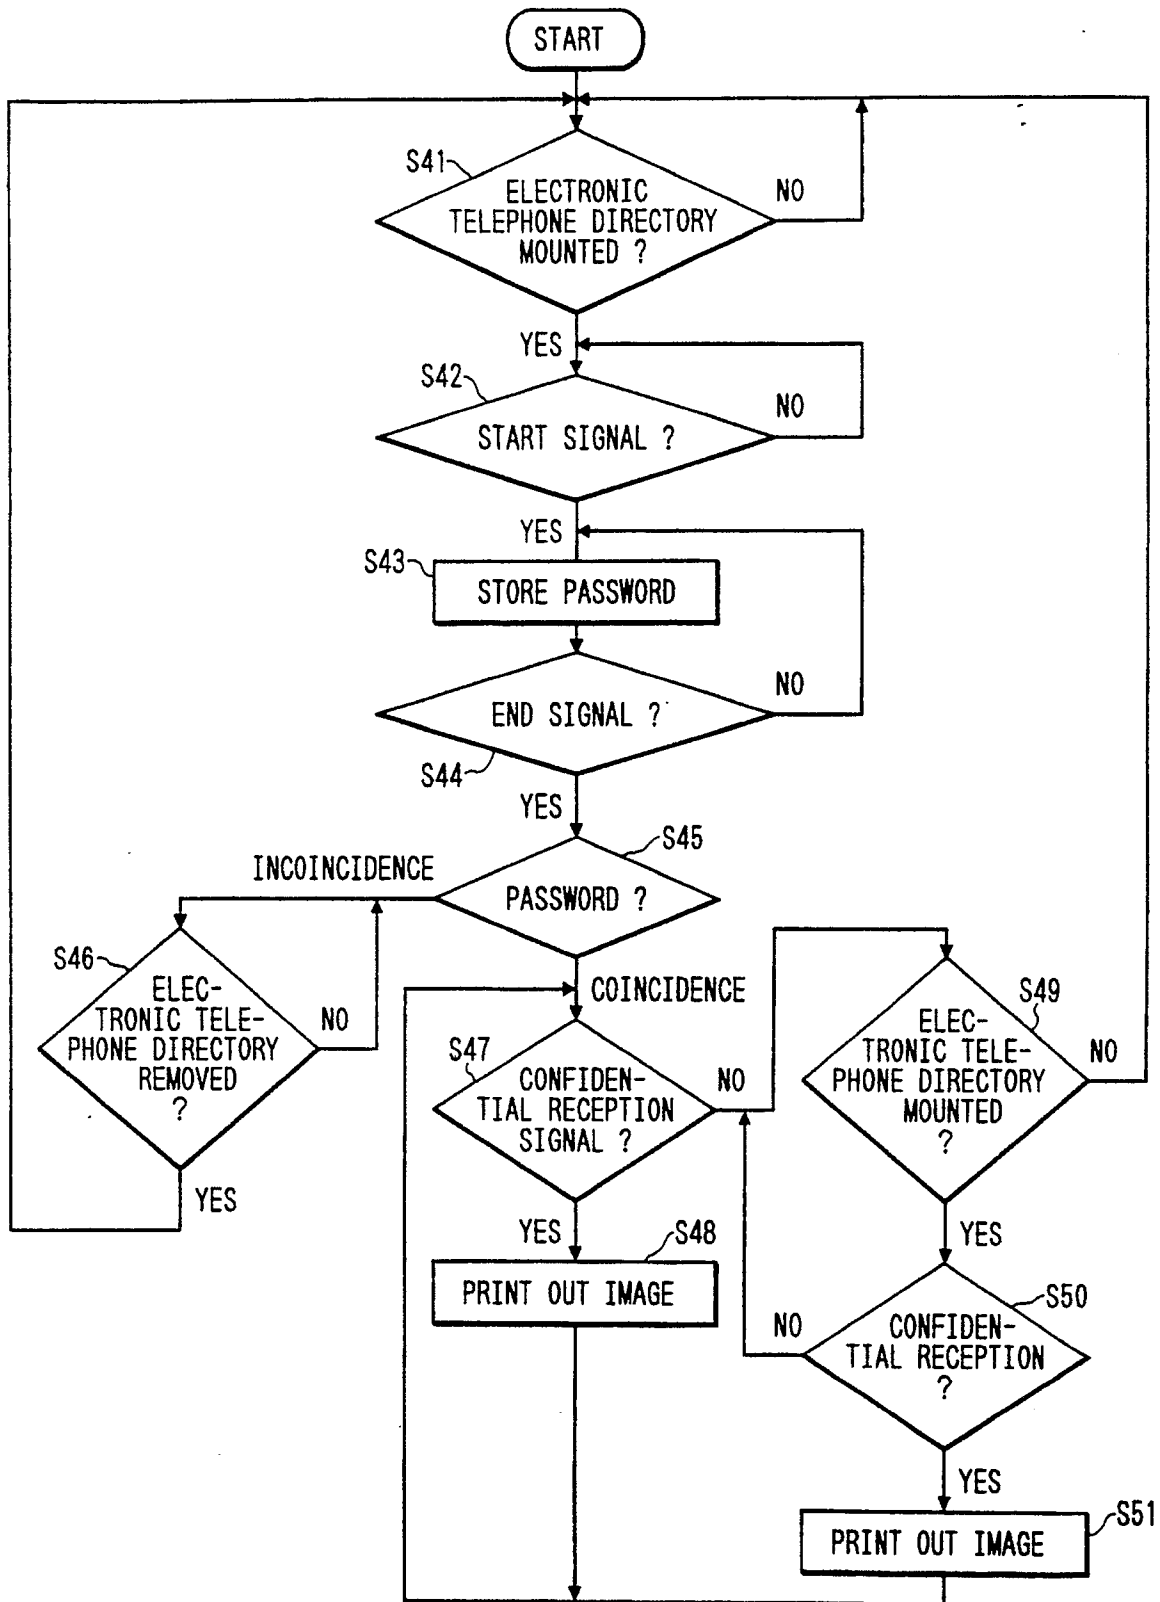 START
S41
ELECTRONIC
TELEPHONE DIRECTORY
MOUNTED ?
NO
YES
S42
START SIGNAL ?
NO
YES
S43
STORE PASSWORD
END SIGNAL ?
NO
S44
YES
S45
PASSWORD ?
INCOINCIDENCE
S46
ELEC-
TRONIC TELE-
PHONE DIRECTORY
REMOVED
?
NO
YES
COINCIDENCE
S47
CONFIDEN-
TIAL RECEPTION
SIGNAL ?
NO
YES
S48
PRINT OUT IMAGE
S49
ELEC-
TRONIC TELE-
PHONE DIRECTORY
MOUNTED
?
NO
YES
S50
CONFIDEN-
TIAL RECEPTION
?
NO
YES
S51
PRINT OUT IMAGE